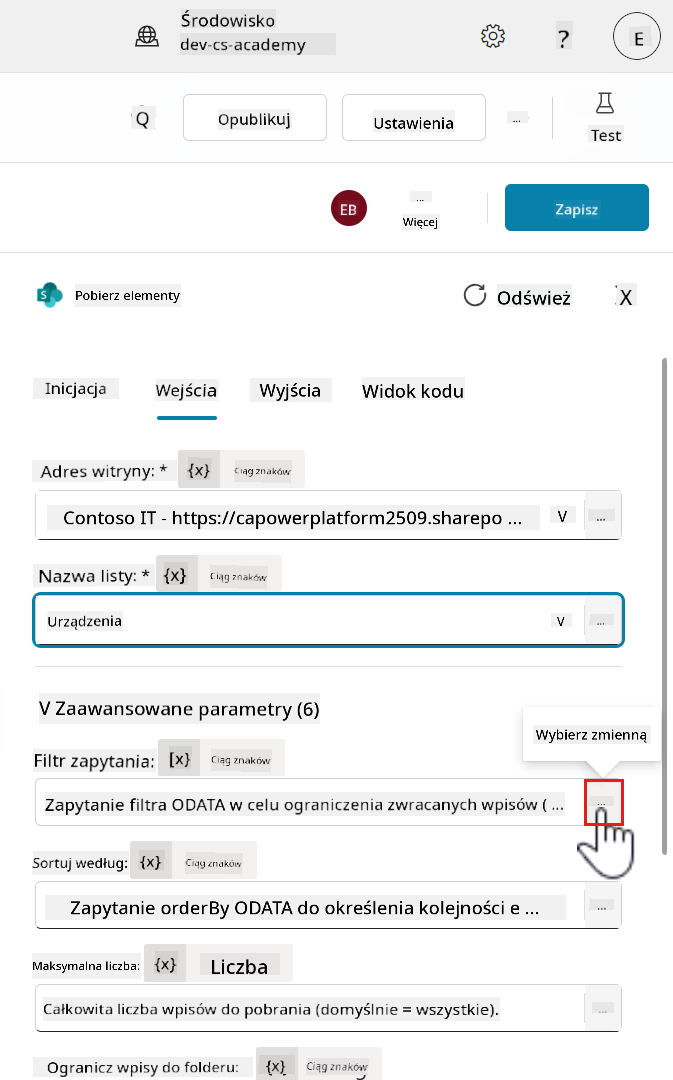 Środowisko
dev-cs-academy
?
E
Q
Opublikuj
Ustawienia
...
Test
EB
...
Więcej
Zapisz
S
Pobierz elementy
Odśwież
X
Inicjacja
Wejścia
Wyjścia
Widok kodu
Adres witryny: * {x} Ciąg znaków
Contoso IT - https://capowerplatform2509.sharepo ... V ...
Nazwa listy: * {x} Ciąg znaków
Urządzenia V ...
V Zaawansowane parametry (6)
Wybierz zmienną
Filtr zapytania: [x} Ciąg znaków
Zapytanie filtra ODATA w celu ograniczenia zwracanych wpisów ( ... ...
Sortuj według: {x} Ciąg znaków
Zapytanie orderBy ODATA do określenia kolejności e ... ...
Maksymalna liczba: {x} Liczba
Całkowita liczba wpisów do pobrania (domyślnie = wszystkie). ...
Ogranicz wpisy do folderu: {x} Ciąg znaków